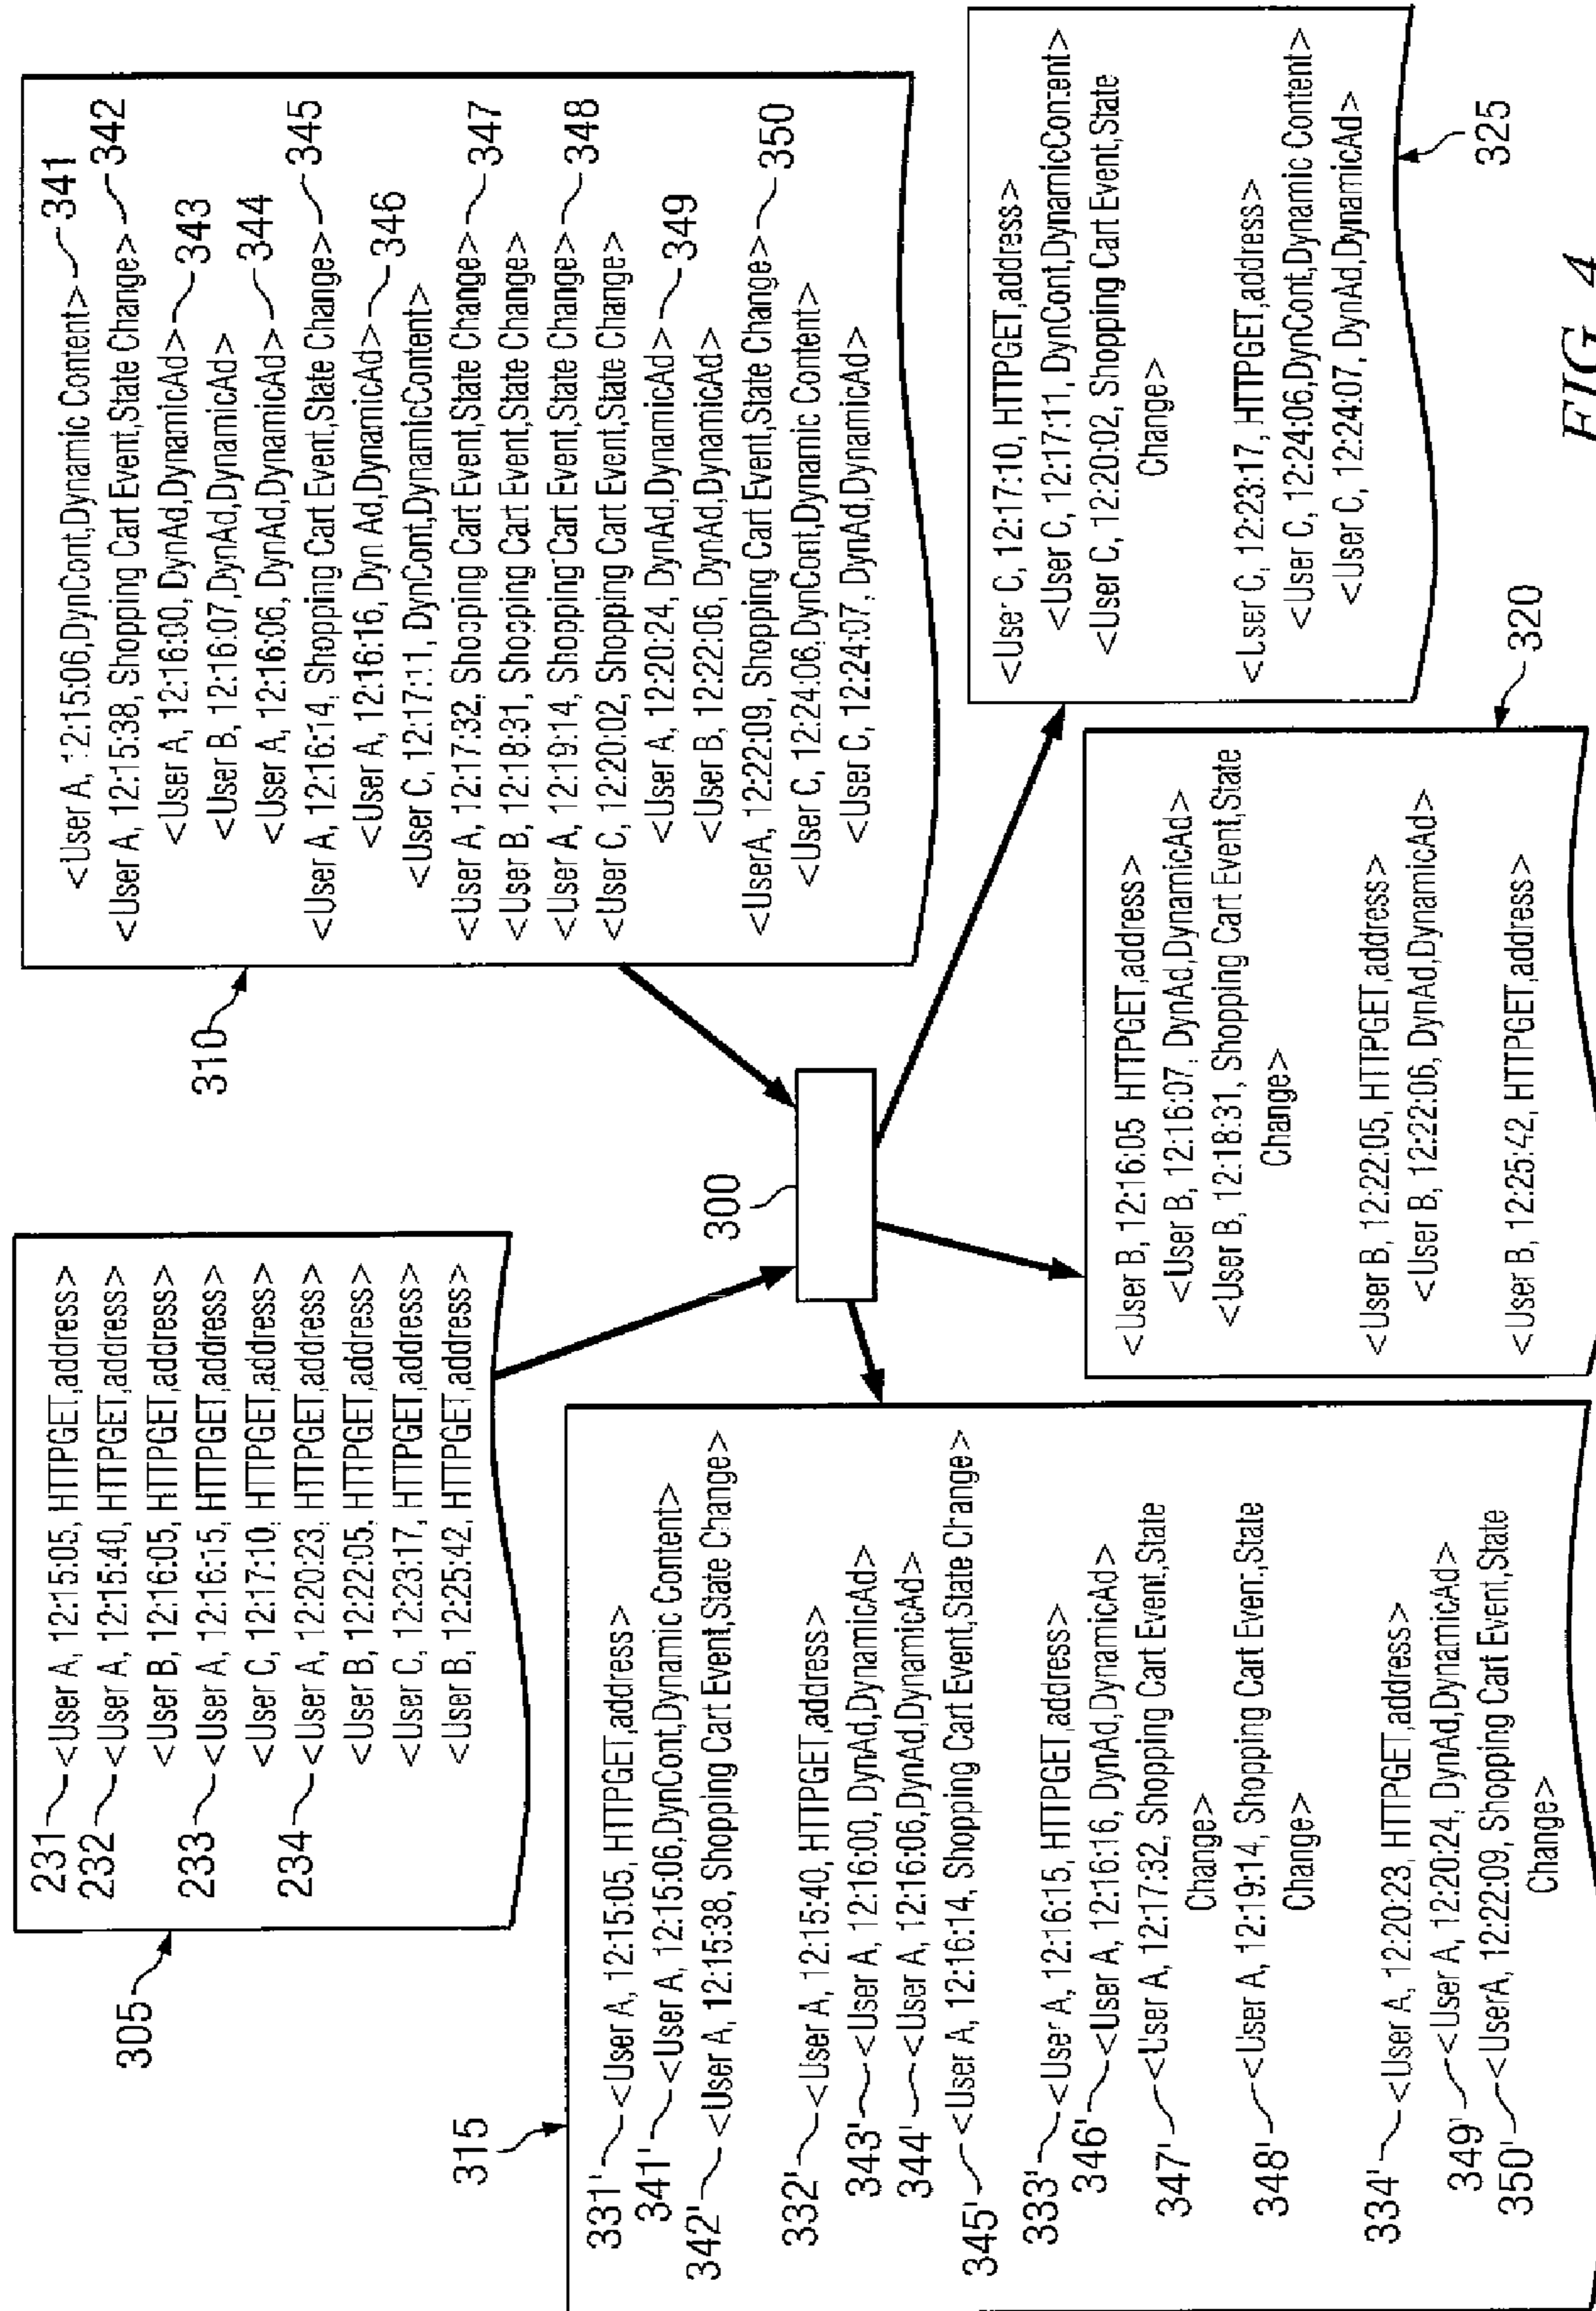 305
231 <User A, 12:15:05, HTTPGET,address>
232 <User A, 12:15:40, HTTPGET,address>
<User B, 12:16:05, HTTPGET,address>
233 <User A, 12:16:15, HTTPGET,address>
<User C, 12:17:10, HTTPGET,address>
234 <User A, 12:20:23, HTTPGET,address>
<User B, 12:22:05, HTTPGET,address>
<User C, 12:23:17, HTTPGET,address>
<User B, 12:25:42, HTTPGET,address>
310
<User A, 12:15:06,DynCont,Dynamic Content> 341
<User A, 12:15:38, Shopping Cart Event,State Change> 342
<User A, 12:16:00, DynAd,DynamicAd> 343
<User B, 12:16:07,DynAd,DynamicAd>
<User A, 12:16:06, DynAd,DynamicAd> 344
<User A, 12:16:14, Shopping Cart Event,State Change> 345
<User A, 12:16:16, Dyn Ad,DynamicAd> 346
<User C, 12:17:11, DynCont,DynamicContent>
<User A, 12:17:32, Shopping Cart Event,State Change> 347
<User B, 12:18:31, Shopping Cart Event,State Change>
<User A, 12:19:14, Shopping Cart Event,State Change> 348
<User C, 12:20:02, Shopping Cart Event,State Change>
<User A, 12:20:24, DynAd,DynamicAd> 349
<User B, 12:22:06, DynAd,DynamicAd>
<UserA, 12:22:09, Shopping Cart Event,State Change> 350
<User C, 12:24:06,DynCont,Dynamic Content>
<User C, 12:24:07, DynAd,DynamicAd>
300
315
331' <User A, 12:15:05, HTTPGET,address>
341' <User A, 12:15:06,DynCont,Dynamic Content>
342' <User A, 12:15:38, Shopping Cart Event,State Change>
332' <User A, 12:15:40, HTTPGET,address>
343' <User A, 12:16:00, DynAd,DynamicAd>
344' <User A, 12:16:06,DynAd,DynamicAd>
345' <User A, 12:16:14, Shopping Cart Event,State Change>
333' <User A, 12:16:15, HTTPGET,address>
346' <User A, 12:16:16, DynAd,DynamicAd>
347' <User A, 12:17:32, Shopping Cart Event,State
Change>
348' <User A, 12:19:14, Shopping Cart Event,State
Change>
334' <User A, 12:20:23, HTTPGET,address>
349' <User A, 12:20:24, DynAd,DynamicAd>
350' <UserA, 12:22:09, Shopping Cart Event,State
Change>
<User B, 12:16:05 HTTPGET,address>
<User B, 12:16:07, DynAd,DynamicAd>
<User B, 12:18:31, Shopping Cart Event,State
Change>
<User B, 12:22:05, HTTPGET,address>
<User B, 12:22:06, DynAd,DynamicAd>
<User B, 12:25:42, HTTPGET,address>
320
<User C, 12:17:10, HTTPGET,address>
<User C, 12:17:11, DynCont,DynamicContent>
<User C, 12:20:02, Shopping Cart Event,State
Change>
<User C, 12:23:17, HTTPGET,address>
<User C, 12:24:06,DynCont,Dynamic Content>
<User C, 12:24:07, DynAd,DynamicAd>
325
FIG. 4